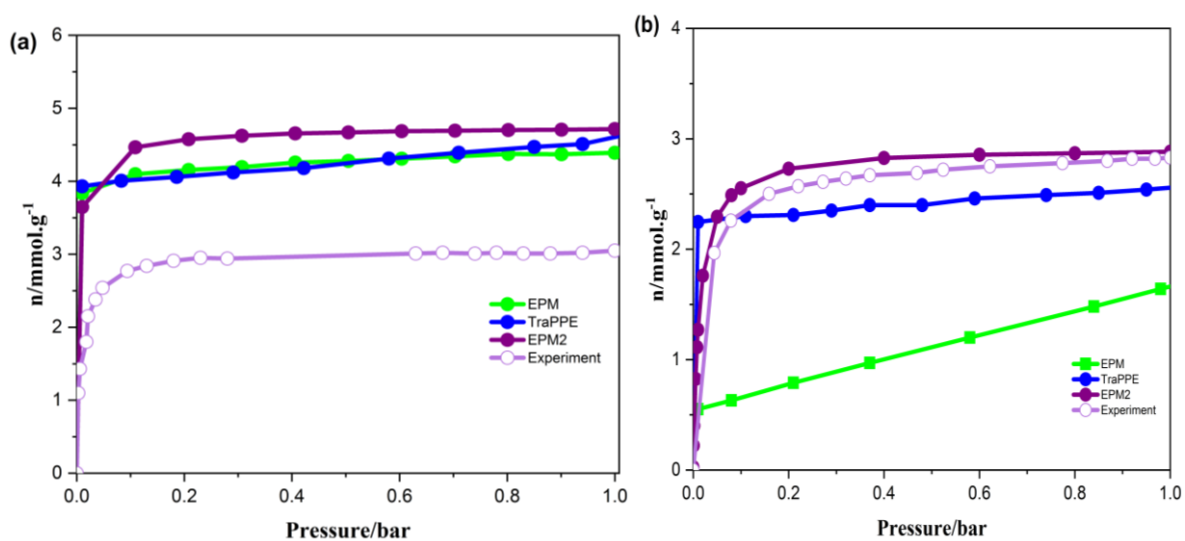 (a)
6
5
4
3
2
1
0
n/mmol.g⁻¹
EPM
TraPPE
EPM2
Experiment
0.0 0.2 0.4 0.6 0.8 1.0
Pressure/bar
(b)
4
3
2
1
0
n/mmol.g⁻¹
EPM
TraPPE
EPM2
Experiment
0.0 0.2 0.4 0.6 0.8 1.0
Pressure/bar